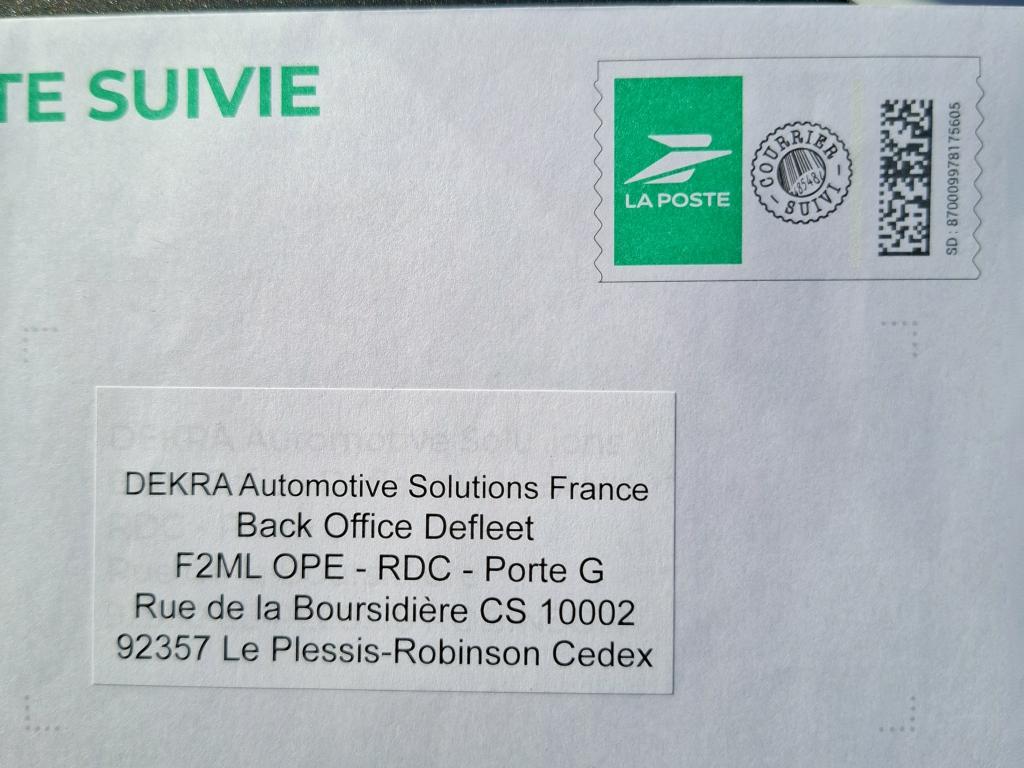 TE SUIVIE
LA POSTE
COURRIER
SUIVI
SD : 87000997817S605
DEKRA Automotive Solutions France
Back Office Defleet
F2ML OPE - RDC - Porte G
Rue de la Boursidière CS 10002
92357 Le Plessis-Robinson Cedex